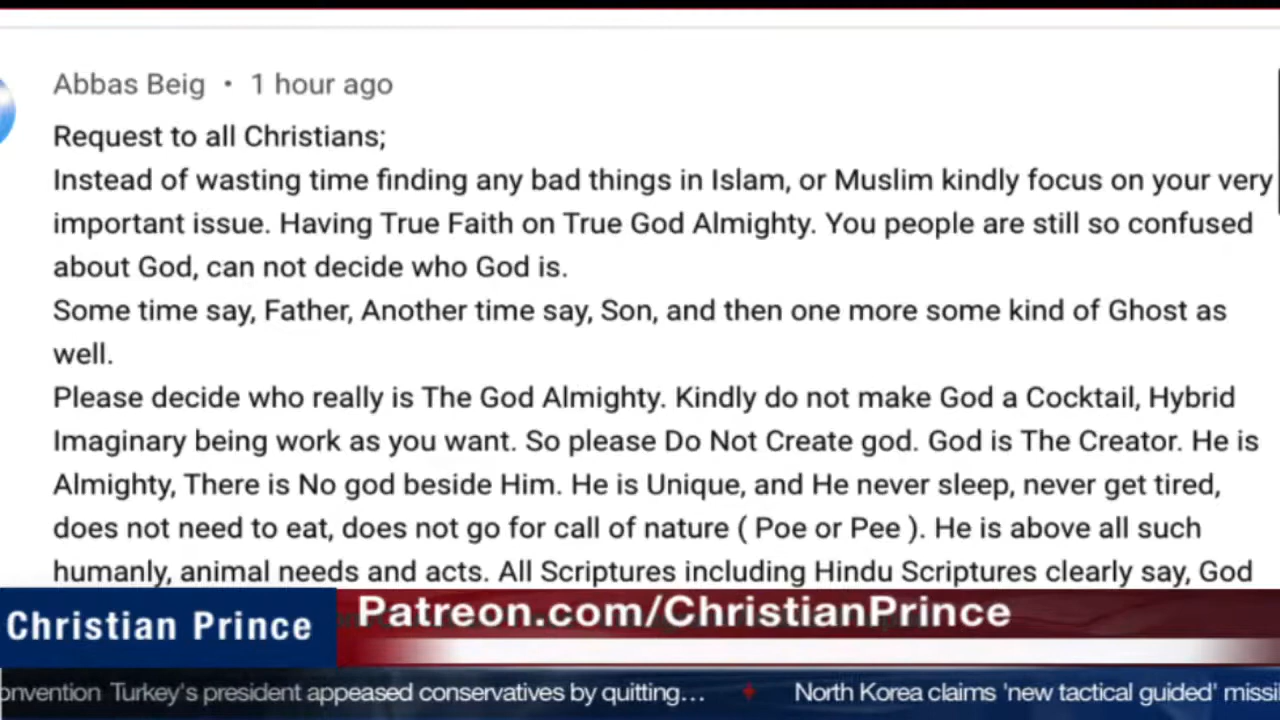 Abbas Beig • 1 hour ago
Request to all Christians;
Instead of wasting time finding any bad things in Islam, or Muslim kindly focus on your very
important issue. Having True Faith on True God Almighty. You people are still so confused
about God, can not decide who God is.
Some time say, Father, Another time say, Son, and then one more some kind of Ghost as
well.
Please decide who really is The God Almighty. Kindly do not make God a Cocktail, Hybrid
Imaginary being work as you want. So please Do Not Create god. God is The Creator. He is
Almighty, There is No god beside Him. He is Unique, and He never sleep, never get tired,
does not need to eat, does not go for call of nature ( Poe or Pee ). He is above all such
humanly, animal needs and acts. All Scriptures including Hindu Scriptures clearly say, God
Christian Prince
Patreon.com/ChristianPrince
onvention Turkey's president appeased conservatives by quitting… North Korea claims 'new tactical guided' missi